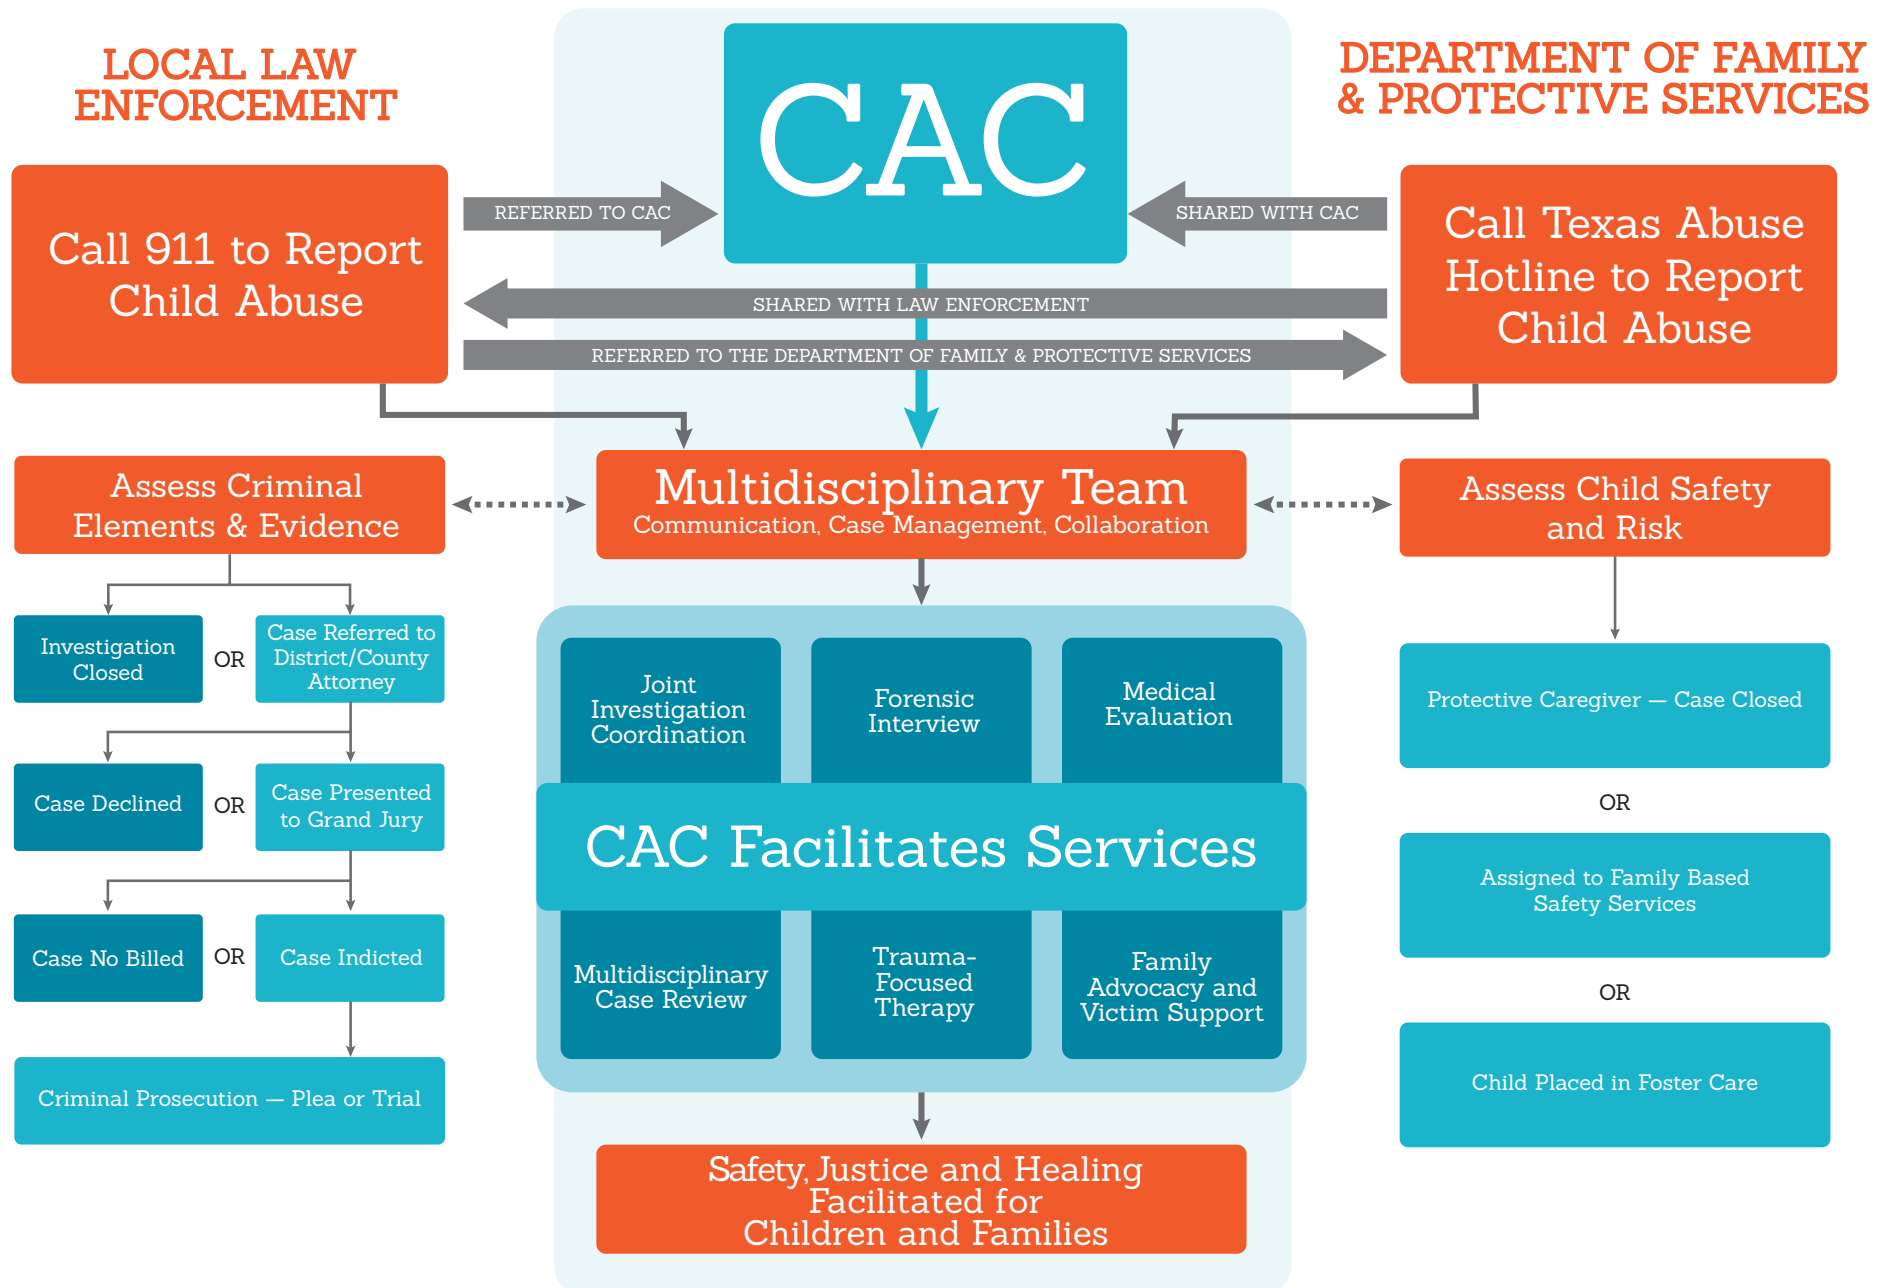 LOCAL LAW
ENFORCEMENT
CAC
DEPARTMENT OF FAMILY
& PROTECTIVE SERVICES
Call 911 to Report
Child Abuse
REFERRED TO CAC
SHARED WITH CAC
Call Texas Abuse
Hotline to Report
Child Abuse
SHARED WITH LAW ENFORCEMENT
REFERRED TO THE DEPARTMENT OF FAMILY & PROTECTIVE SERVICES
Assess Criminal
Elements & Evidence
Multidisciplinary Team
Communication, Case Management, Collaboration
Assess Child Safety
and Risk
Investigation
Closed
OR
Case Referred to
District/County
Attorney
Case Declined
OR
Case Presented
to Grand Jury
Case No Billed
OR
Case Indicted
Criminal Prosecution — Plea or Trial
Joint
Investigation
Coordination
Forensic
Interview
Medical
Evaluation
CAC Facilitates Services
Multidisciplinary
Case Review
Trauma-
Focused
Therapy
Family
Advocacy and
Victim Support
Safety, Justice and Healing
Facilitated for
Children and Families
Protective Caregiver — Case Closed
OR
Assigned to Family Based
Safety Services
OR
Child Placed in Foster Care